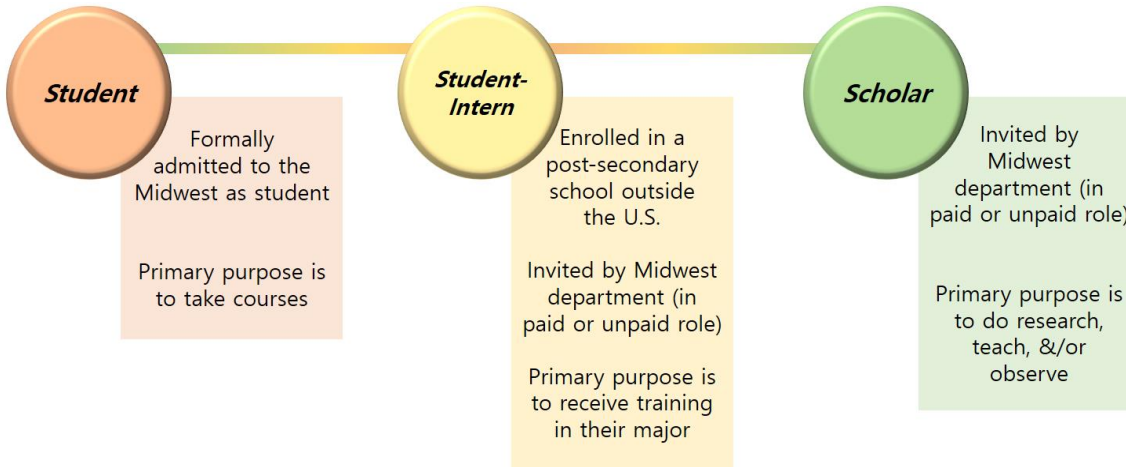 Student
Formally
admitted to the
Midwest as student
Primary purpose is
to take courses
Student-
Intern
Enrolled in a
post-secondary
school outside
the U.S.
Invited by Midwest
department (in
paid or unpaid role)
Primary purpose is
to receive training
in their major
Scholar
Invited by
Midwest
department (in
paid or unpaid role)
Primary purpose is
to do research,
teach, &/or
observe